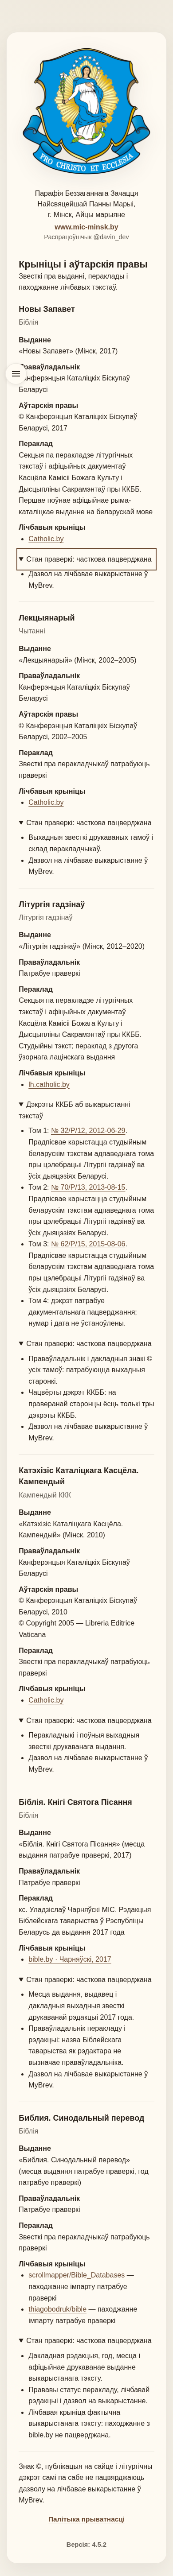 PRO CHRISTO ET ECCLESIA
Парафія Беззаганнага Зачацця
Найсвяцейшай Панны Марыі,
г. Мінск, Айцы марыяне
www.mic-minsk.by
Распрацоўшчык @davin_dev
Крыніцы і аўтарскія правы
Звесткі пра выданні, пераклады і
паходжанне лічбавых тэкстаў.
Новы Запавет
Біблія
Выданне
«Новы Запавет» (Мінск, 2017)
Праваўладальнік
Канферэнцыя Каталіцкіх Біскупаў
Беларусі
Аўтарскія правы
© Канферэнцыя Каталіцкіх Біскупаў
Беларусі, 2017
Пераклад
Секцыя па перакладзе літургічных
тэкстаў і афіцыйных дакументаў
Касцёла Камісіі Божага Культу і
Дысцыпліны Сакрамэнтаў пры ККББ.
Першае поўнае афіцыйнае рыма-
каталіцкае выданне на беларускай мове
Лічбавыя крыніцы
• Catholic.by
▼ Стан праверкі: часткова пацверджана
• Дазвол на лічбавае выкарыстанне ў
MyBrev.
Лекцыянарый
Чытанні
Выданне
«Лекцыянарый» (Мінск, 2002–2005)
Праваўладальнік
Канферэнцыя Каталіцкіх Біскупаў
Беларусі
Аўтарскія правы
© Канферэнцыя Каталіцкіх Біскупаў
Беларусі, 2002–2005
Пераклад
Звесткі пра перакладчыкаў патрабуюць
праверкі
Лічбавыя крыніцы
• Catholic.by
▼ Стан праверкі: часткова пацверджана
• Выхадныя звесткі друкаваных тамоў і
склад перакладчыкаў.
• Дазвол на лічбавае выкарыстанне ў
MyBrev.
Літургія гадзінаў
Літургія гадзінаў
Выданне
«Літургія гадзінаў» (Мінск, 2012–2020)
Праваўладальнік
Патрабуе праверкі
Пераклад
Секцыя па перакладзе літургічных
тэкстаў і афіцыйных дакументаў
Касцёла Камісіі Божага Культу і
Дысцыпліны Сакрамэнтаў пры ККББ.
Студыйны тэкст; пераклад з другога
ўзорнага лацінскага выдання
Лічбавыя крыніцы
• lh.catholic.by
▼ Дэкрэты ККББ аб выкарыстанні
тэкстаў
• Том 1: № 32/P/12, 2012-06-29.
Прадпісвае карыстацца студыйным
беларускім тэкстам адпаведнага тома
пры цэлебрацыі Літургіі гадзінаў ва
ўсіх дыяцэзіях Беларусі.
• Том 2: № 70/P/13, 2013-08-15.
Прадпісвае карыстацца студыйным
беларускім тэкстам адпаведнага тома
пры цэлебрацыі Літургіі гадзінаў ва
ўсіх дыяцэзіях Беларусі.
• Том 3: № 62/P/15, 2015-08-06.
Прадпісвае карыстацца студыйным
беларускім тэкстам адпаведнага тома
пры цэлебрацыі Літургіі гадзінаў ва
ўсіх дыяцэзіях Беларусі.
• Том 4: дэкрэт патрабуе
дакументальнага пацверджання;
нумар і дата не ўстаноўлены.
▼ Стан праверкі: часткова пацверджана
• Праваўладальнік і дакладныя знакі ©
усіх тамоў: патрабуюцца выхадныя
старонкі.
• Чацвёрты дэкрэт ККББ: на
праверанай старонцы ёсць толькі тры
дэкрэты ККББ.
• Дазвол на лічбавае выкарыстанне ў
MyBrev.
Катэхізіс Каталіцкага Касцёла.
Кампендый
Кампендый ККК
Выданне
«Катэхізіс Каталіцкага Касцёла.
Кампендый» (Мінск, 2010)
Праваўладальнік
Канферэнцыя Каталіцкіх Біскупаў
Беларусі
Аўтарскія правы
© Канферэнцыя Каталіцкіх Біскупаў
Беларусі, 2010
© Copyright 2005 — Libreria Editrice
Vaticana
Пераклад
Звесткі пра перакладчыкаў патрабуюць
праверкі
Лічбавыя крыніцы
• Catholic.by
▼ Стан праверкі: часткова пацверджана
• Перакладчыкі і поўныя выхадныя
звесткі друкаванага выдання.
• Дазвол на лічбавае выкарыстанне ў
MyBrev.
Біблія. Кнігі Святога Пісання
Біблія
Выданне
«Біблія. Кнігі Святога Пісання» (месца
выдання патрабуе праверкі, 2017)
Праваўладальнік
Патрабуе праверкі
Пераклад
кс. Уладзіслаў Чарняўскі MIC. Рэдакцыя
Біблейскага таварыства ў Рэспубліцы
Беларусь да выдання 2017 года
Лічбавыя крыніцы
• bible.by · Чарняўскі, 2017
▼ Стан праверкі: часткова пацверджана
• Месца выдання, выдавец і
дакладныя выхадныя звесткі
друкаванай рэдакцыі 2017 года.
• Праваўладальнік перакладу і
рэдакцыі: назва Біблейскага
таварыства як рэдактара не
вызначае праваўладальніка.
• Дазвол на лічбавае выкарыстанне ў
MyBrev.
Библия. Синодальный перевод
Біблія
Выданне
«Библия. Синодальный перевод»
(месца выдання патрабуе праверкі, год
патрабуе праверкі)
Праваўладальнік
Патрабуе праверкі
Пераклад
Звесткі пра перакладчыкаў патрабуюць
праверкі
Лічбавыя крыніцы
• scrollmapper/Bible_Databases —
паходжанне імпарту патрабуе
праверкі
• thiagobodruk/bible — паходжанне
імпарту патрабуе праверкі
▼ Стан праверкі: часткова пацверджана
• Дакладная рэдакцыя, год, месца і
афіцыйнае друкаванае выданне
выкарыстанага тэксту.
• Прававы статус перакладу, лічбавай
рэдакцыі і дазвол на выкарыстанне.
• Лічбавая крыніца фактычна
выкарыстанага тэксту: паходжанне з
bible.by не пацверджана.
Знак ©, публікацыя на сайце і літургічны
дэкрэт самі па сабе не пацвярджаюць
дазволу на лічбавае выкарыстанне ў
MyBrev.
Палітыка прыватнасці
Версія: 4.5.2